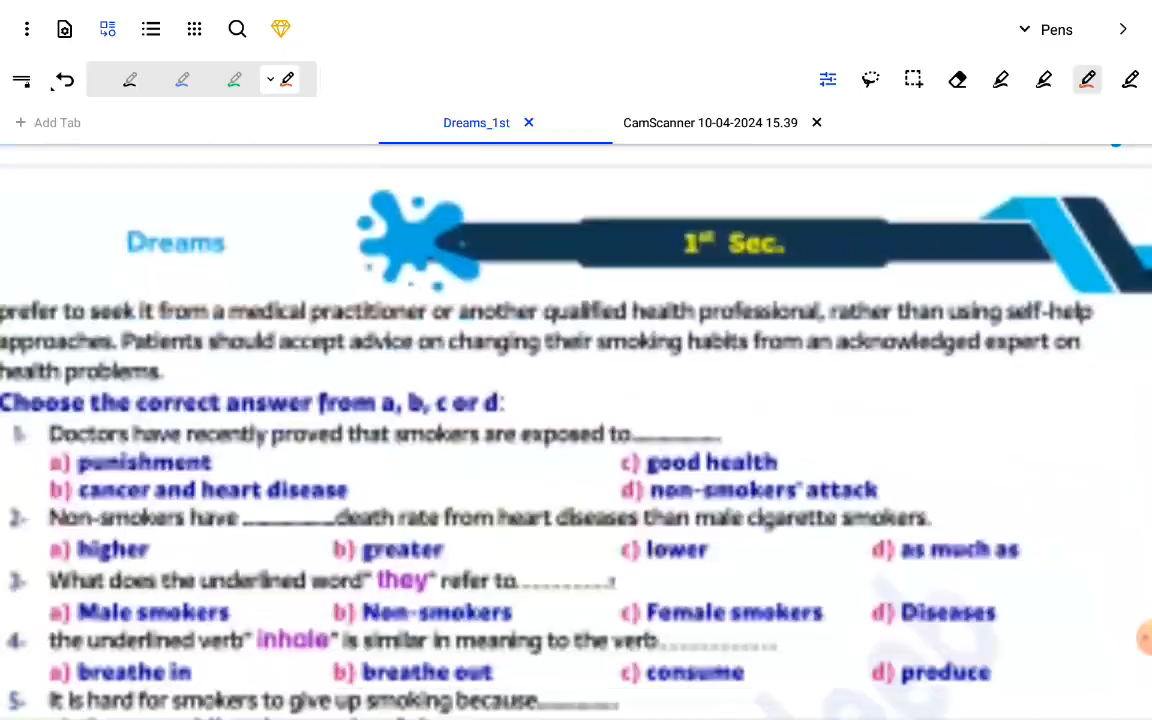 Pens
Add Tab
Dreams_1st
CamScanner 10-04-2024 15.39
Dreams
1st Sec.
prefer to seek it from a medical practitioner or another qualified health professional, rather than using self-help
approaches. Patients should accept advice on changing their smoking habits from an acknowledged expert on
health problems.
Choose the correct answer from a, b, c or d:
1- Doctors have recently proved that smokers are exposed to..............
a) punishment c) good health
b) cancer and heart disease d) non-smokers' attack
2- Non-smokers have ..............death rate from heart diseases than male cigarette smokers.
a) higher b) greater c) lower d) as much as
3- What does the underlined word" they" refer to..............?
a) Male smokers b) Non-smokers c) Female smokers d) Diseases
4- the underlined verb" inhale" is similar in meaning to the verb..............
a) breathe in b) breathe out c) consume d) produce
5- It is hard for smokers to give up smoking because..............